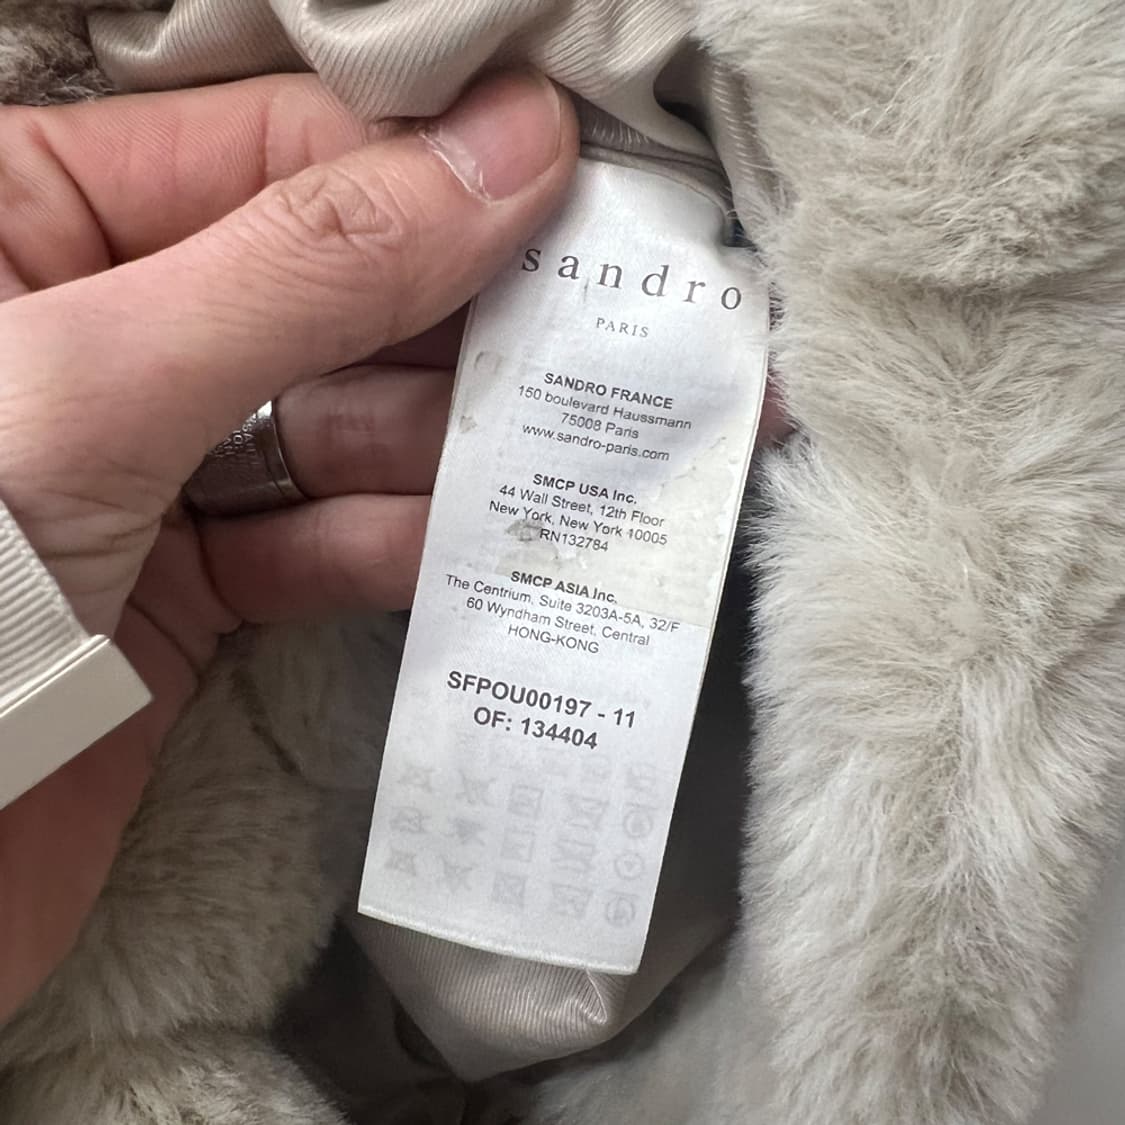 sandro
PARIS
SANDRO FRANCE
150 boulevard Haussmann
75008 Paris
www.sandro-paris.com
SMCP USA Inc.
44 Wall Street, 12th Floor
New York, New York 10005
RN132784
SMCP ASIA Inc.
The Centrium, Suite 3203A-5A, 32/F
60 Wyndham Street, Central
HONG-KONG
SFPOU00197 - 11
OF: 134404